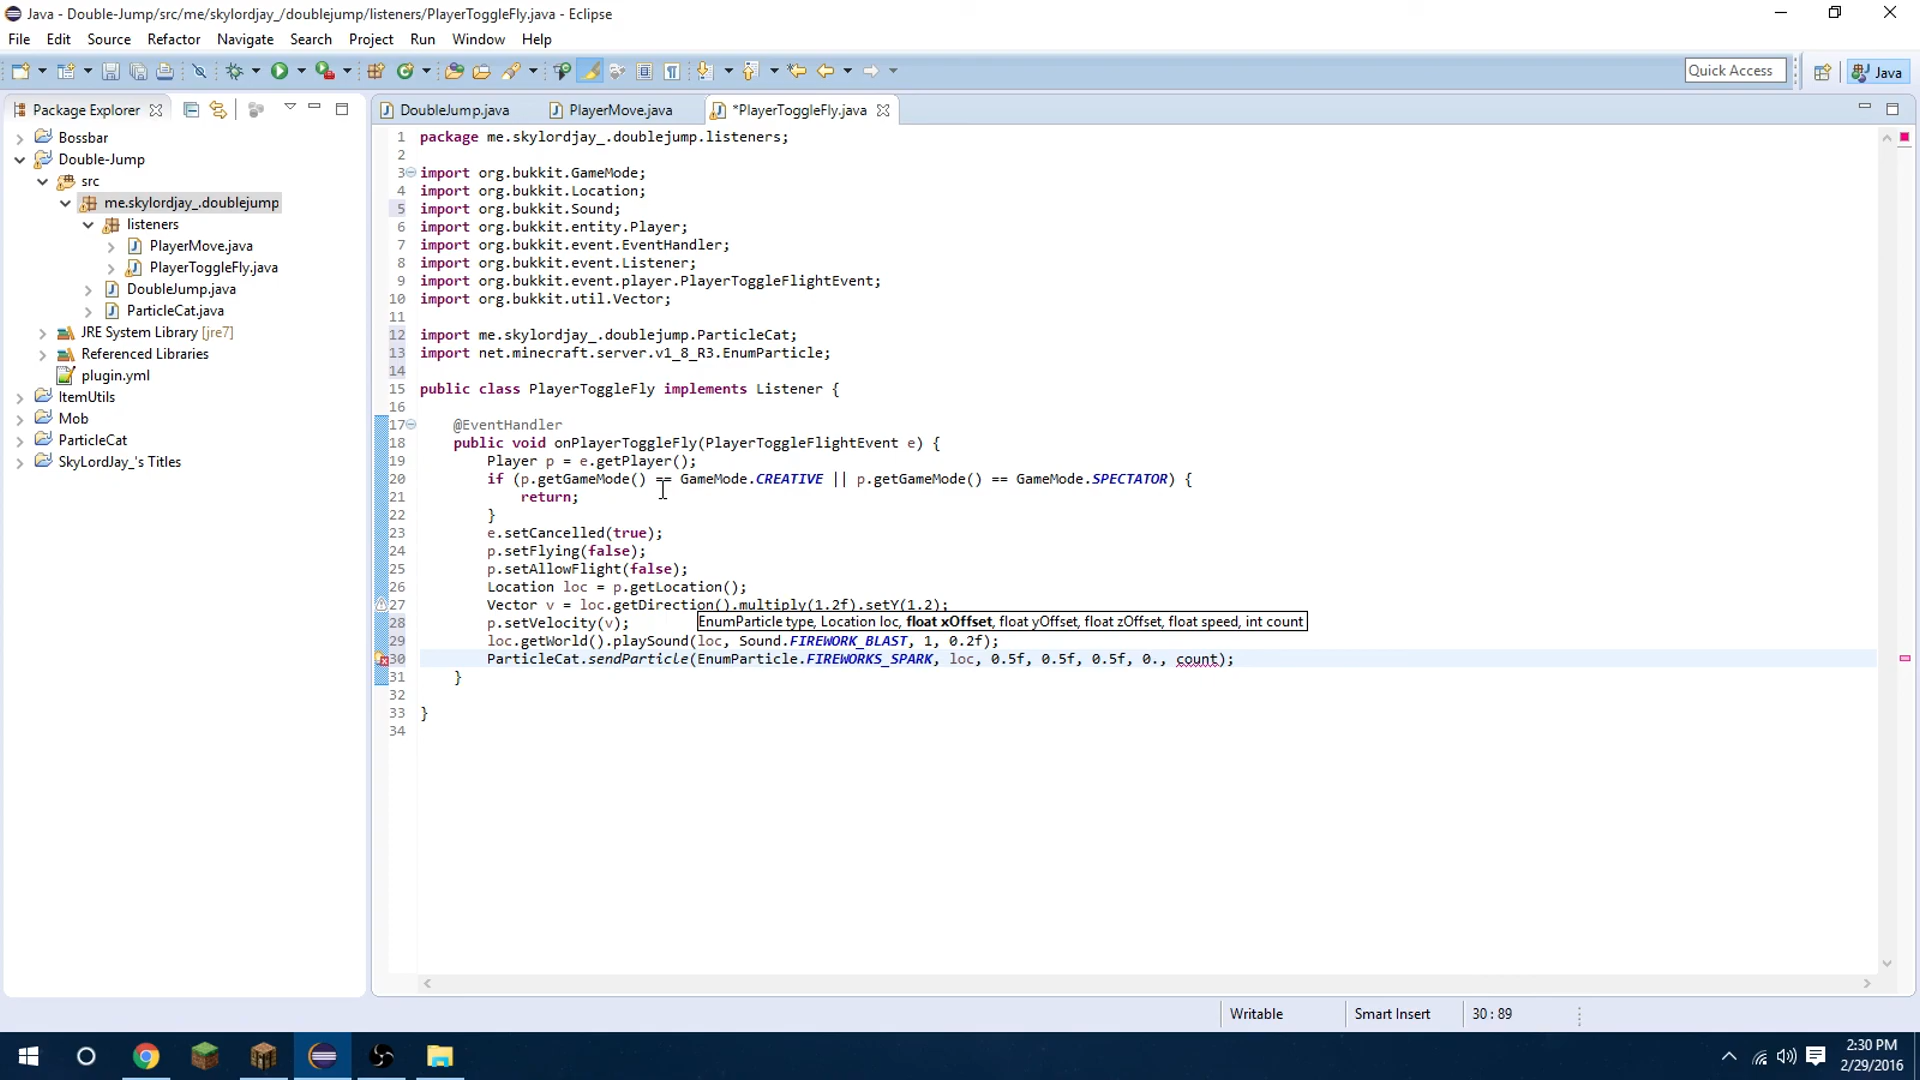 Java - Double-Jump/src/me/skylordjay_/doublejump/listeners/PlayerToggleFly.java - Eclipse
File Edit Source Refactor Navigate Search Project Run Window Help
Quick Access
Java
Package Explorer
DoubleJump.java
PlayerMove.java
*PlayerToggleFly.java
Bossbar
Double-Jump
src
me.skylordjay_.doublejump
listeners
PlayerMove.java
PlayerToggleFly.java
DoubleJump.java
ParticleCat.java
JRE System Library [jre7]
Referenced Libraries
plugin.yml
ItemUtils
Mob
ParticleCat
SkyLordJay_'s Titles
1 package me.skylordjay_.doublejump.listeners;
2
3 import org.bukkit.GameMode;
4 import org.bukkit.Location;
5 import org.bukkit.Sound;
6 import org.bukkit.entity.Player;
7 import org.bukkit.event.EventHandler;
8 import org.bukkit.event.Listener;
9 import org.bukkit.event.player.PlayerToggleFlightEvent;
10 import org.bukkit.util.Vector;
11
12 import me.skylordjay_.doublejump.ParticleCat;
13 import net.minecraft.server.v1_8_R3.EnumParticle;
14
15 public class PlayerToggleFly implements Listener {
16
17 @EventHandler
18 public void onPlayerToggleFly(PlayerToggleFlightEvent e) {
19 Player p = e.getPlayer();
20 if (p.getGameMode() == GameMode.CREATIVE || p.getGameMode() == GameMode.SPECTATOR) {
21 return;
22 }
23 e.setCancelled(true);
24 p.setFlying(false);
25 p.setAllowFlight(false);
26 Location loc = p.getLocation();
27 Vector v = loc.getDirection().multiply(1.2f).setY(1.2);
28 p.setVelocity(v);
EnumParticle type, Location loc, float xOffset, float yOffset, float zOffset, float speed, int count
29 loc.getWorld().playSound(loc, Sound.FIREWORK_BLAST, 1, 0.2f);
30 ParticleCat.sendParticle(EnumParticle.FIREWORKS_SPARK, loc, 0.5f, 0.5f, 0.5f, 0., count);
31 }
32
33 }
34
Writable
Smart Insert
30 : 89
2:30 PM
2/29/2016